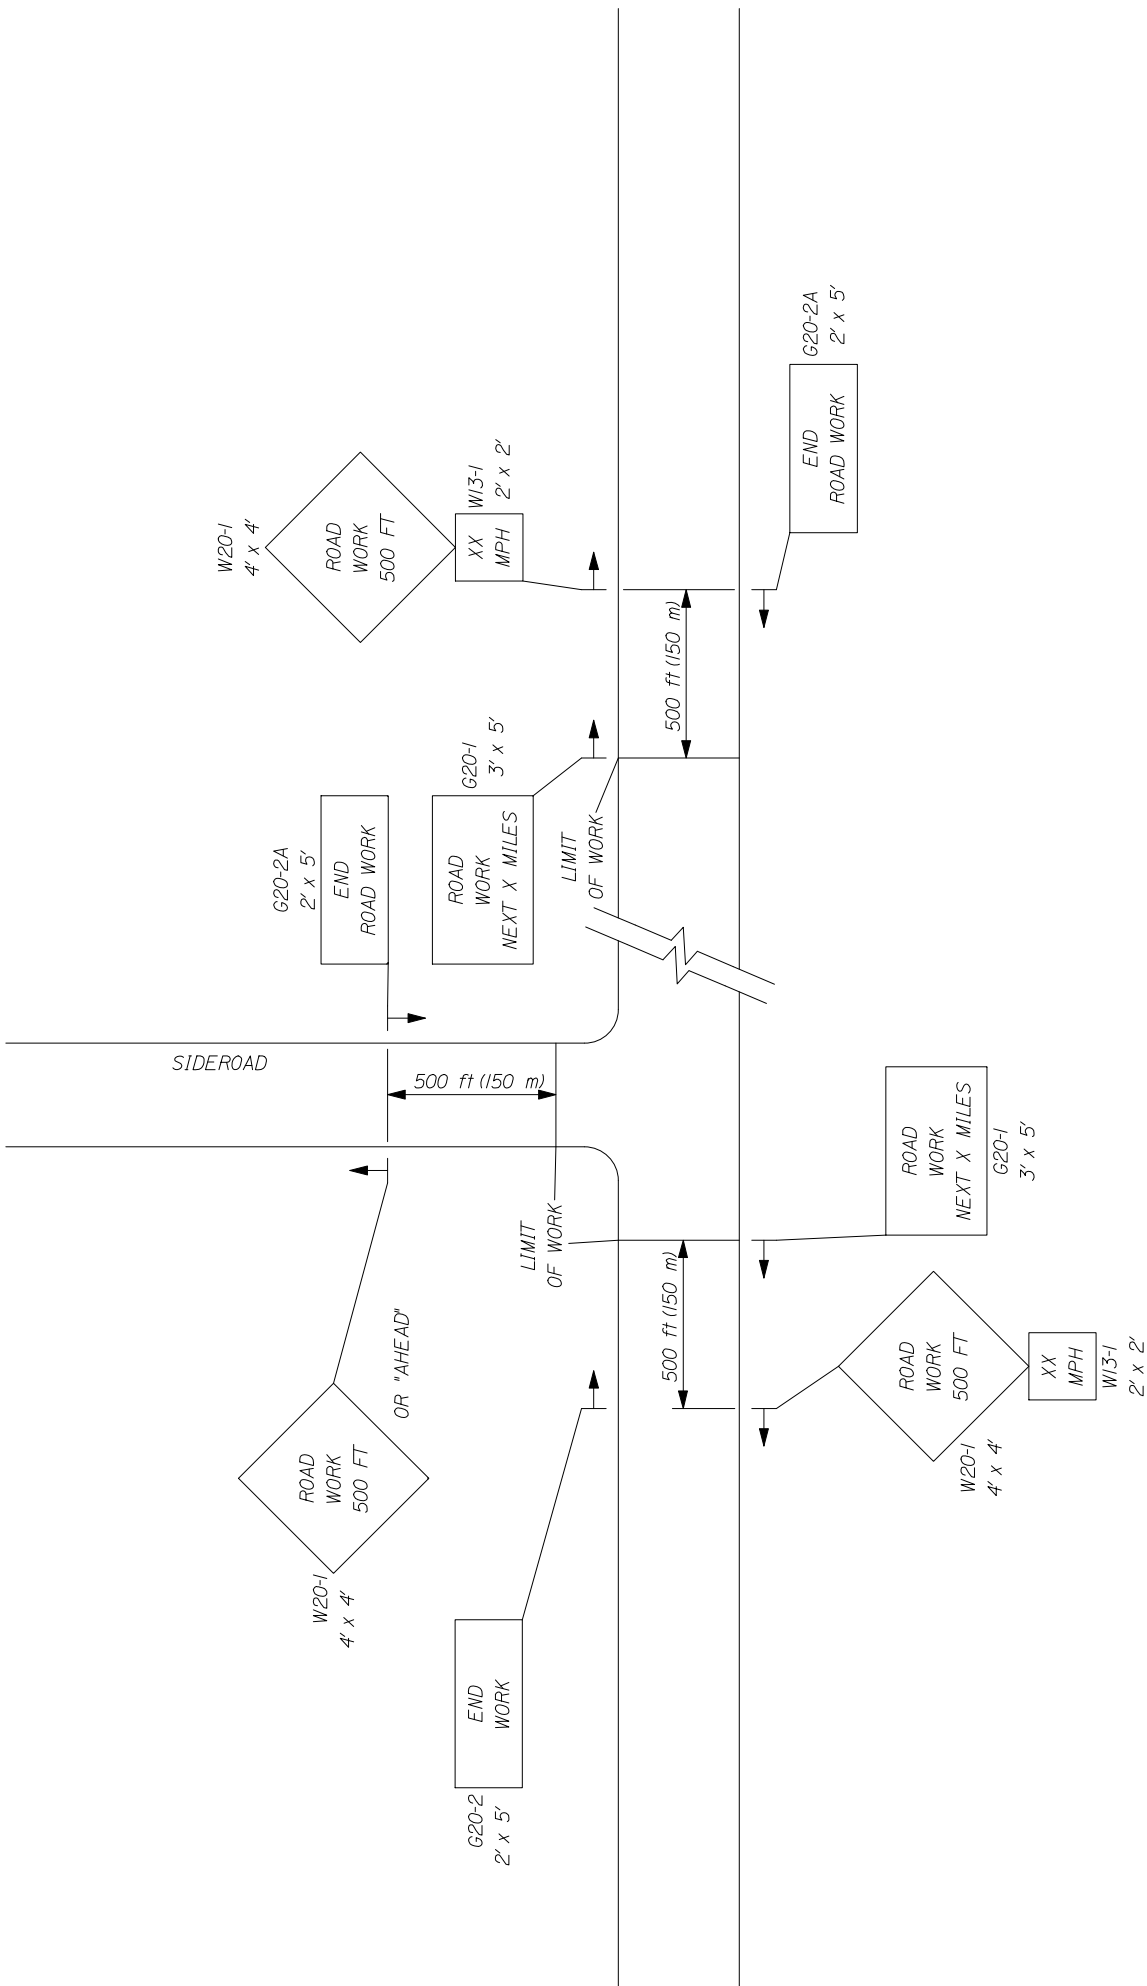 W20-1
4' x 4'
ROAD
WORK
500 FT
XX
MPH
W13-1
2' x 2'
G20-2A
2' x 5'
END
ROAD WORK
G20-1
3' x 5'
ROAD
WORK
NEXT X MILES
LIMIT
OF WORK
500 ft (150 m)
G20-2A
2' x 5'
END
ROAD WORK
SIDEROAD
500 ft (150 m)
LIMIT
OF WORK
500 ft (150 m)
ROAD
WORK
NEXT X MILES
G20-1
3' x 5'
OR "AHEAD"
ROAD
WORK
500 FT
W20-1
4' x 4'
ROAD
WORK
500 FT
W20-1
4' x 4'
XX
MPH
W13-1
2' x 2'
END
WORK
G20-2
2' x 5'